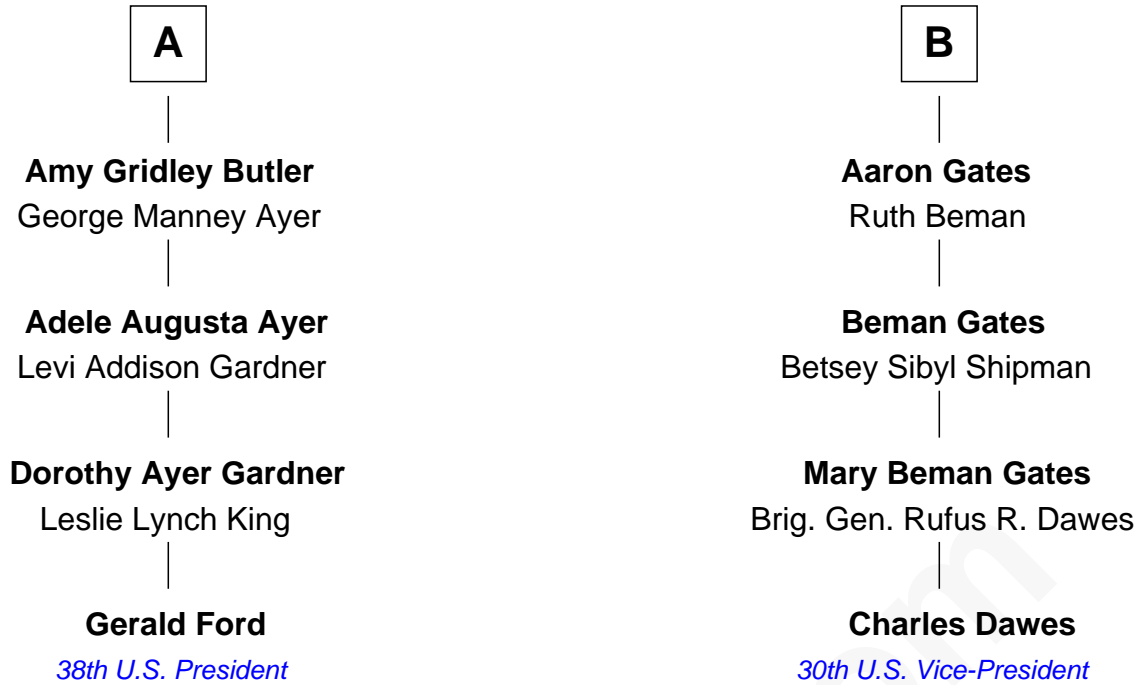 A
Amy Gridley Butler
George Manney Ayer
Adele Augusta Ayer
Levi Addison Gardner
Dorothy Ayer Gardner
Leslie Lynch King
Gerald Ford
38th U.S. President
B
Aaron Gates
Ruth Beman
Beman Gates
Betsey Sibyl Shipman
Mary Beman Gates
Brig. Gen. Rufus R. Dawes
Charles Dawes
30th U.S. Vice-President